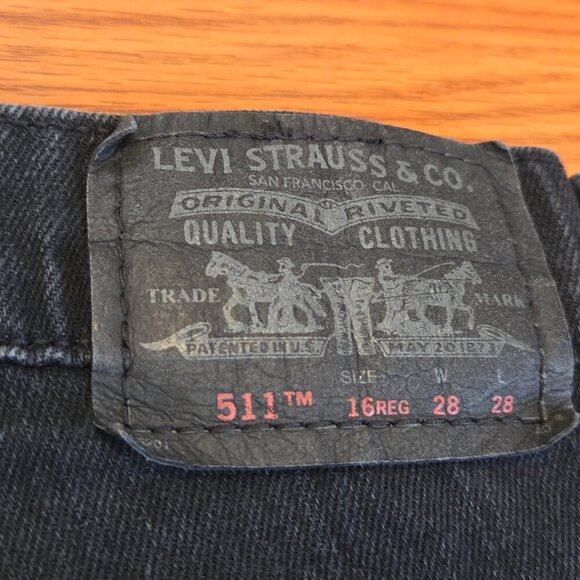 LEVI STRAUSS & CO.
SAN FRANCISCO CAL
ORIGINAL RIVETED
QUALITY CLOTHING
TRADE MARK
PATENTED IN U.S. MAY 20 1873
SIZE W L
511™ 16REG 28 28